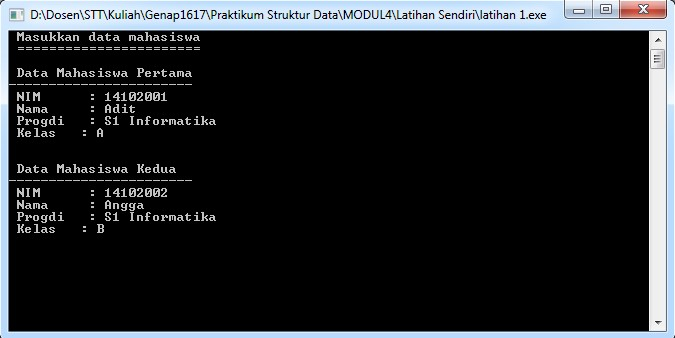 D:\Dosen\STT\Kuliah\Genap1617\Praktikum Struktur Data\MODUL4\Latihan Sendiri\latihan 1.exe
Masukkan data mahasiswa
=======================
Data Mahasiswa Pertama
-----------------------
NIM      : 14102001
Nama     : Adit
Progdi   : S1 Informatika
Kelas   : A
Data Mahasiswa Kedua
-----------------------
NIM      : 14102002
Nama     : Angga
Progdi   : S1 Informatika
Kelas   : B